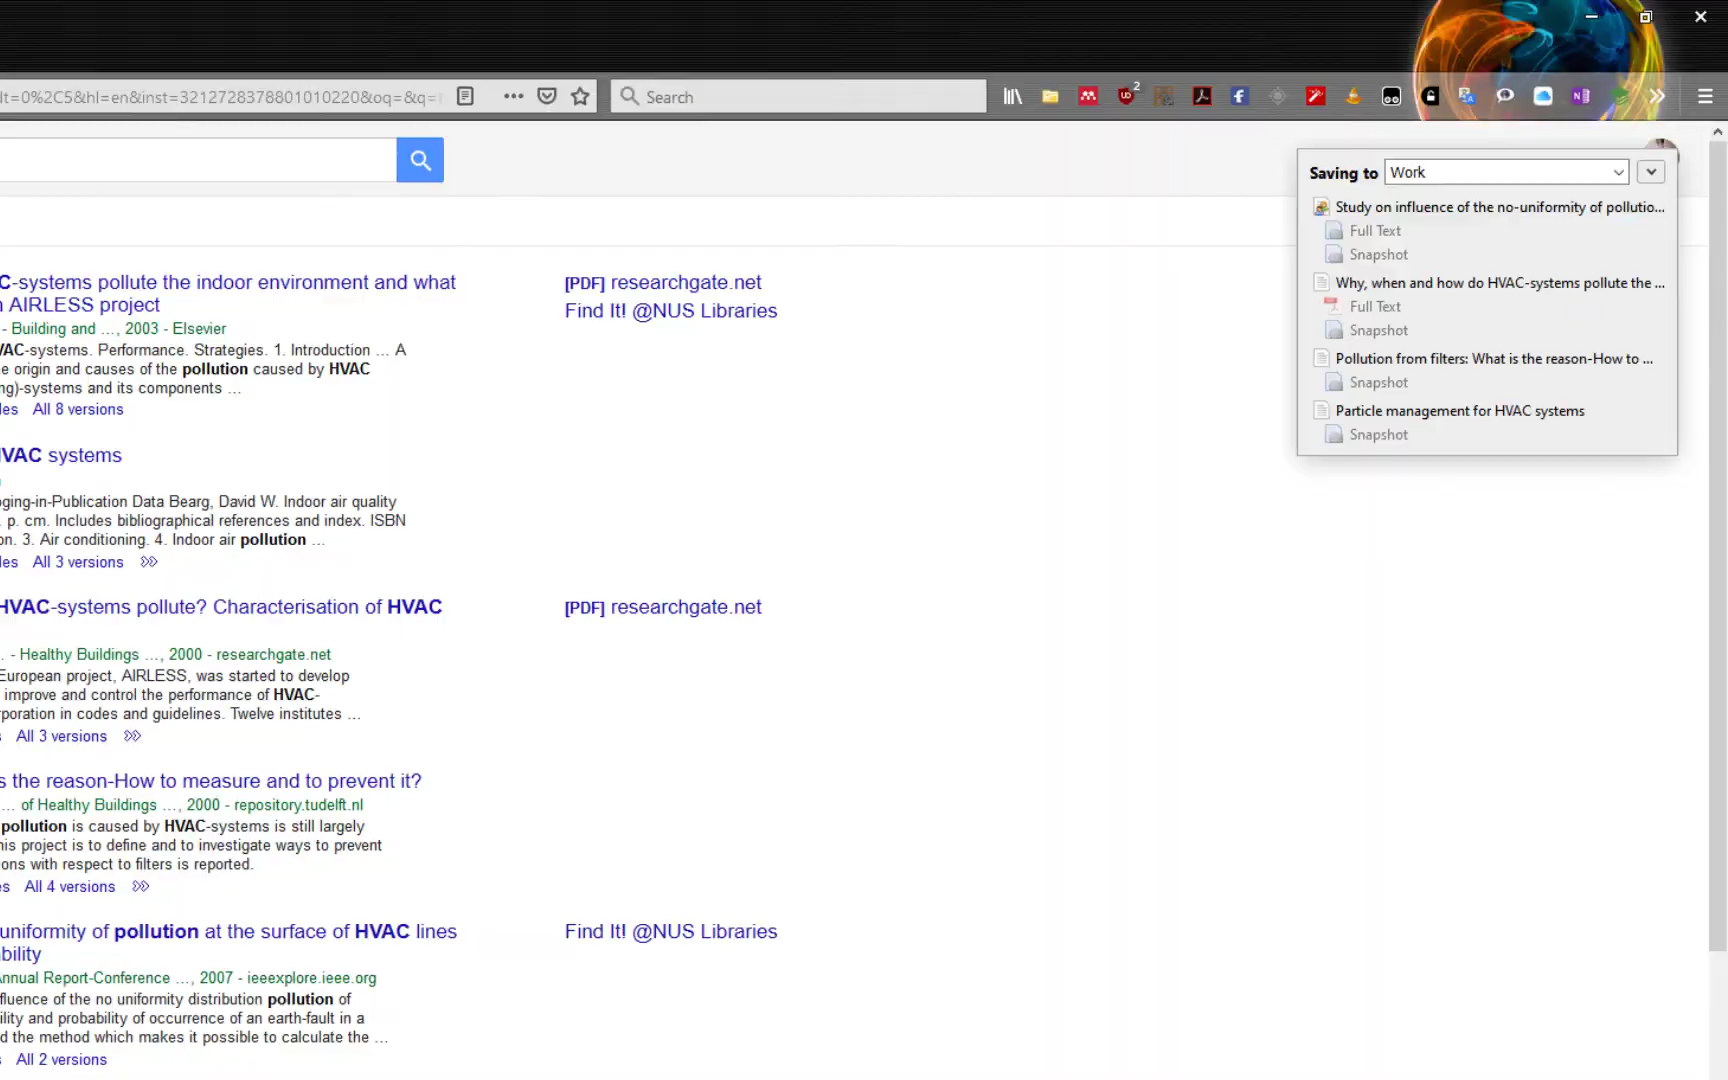 lt=0%2C5&hl=en&inst=3212728378801010220&oq=&q=
Search
2
Saving to Work
Study on influence of the no-uniformity of pollutio...
Full Text
Snapshot
Why, when and how do HVAC-systems pollute the ...
Full Text
Snapshot
Pollution from filters: What is the reason-How to ...
Snapshot
Particle management for HVAC systems
Snapshot
C-systems pollute the indoor environment and what
AIRLESS project
- Building and ..., 2003 - Elsevier
VAC-systems. Performance. Strategies. 1. Introduction ... A
e origin and causes of the pollution caused by HVAC
ng)-systems and its components ...
les All 8 versions
[PDF] researchgate.net
Find It! @NUS Libraries
HVAC systems
ging-in-Publication Data Bearg, David W. Indoor air quality
. p. cm. Includes bibliographical references and index. ISBN
on. 3. Air conditioning. 4. Indoor air pollution ...
les All 3 versions
HVAC-systems pollute? Characterisation of HVAC
[PDF] researchgate.net
. - Healthy Buildings ..., 2000 - researchgate.net
European project, AIRLESS, was started to develop
improve and control the performance of HVAC-
rporation in codes and guidelines. Twelve institutes ...
All 3 versions
s the reason-How to measure and to prevent it?
... of Healthy Buildings ..., 2000 - repository.tudelft.nl
pollution is caused by HVAC-systems is still largely
his project is to define and to investigate ways to prevent
ons with respect to filters is reported.
es All 4 versions
uniformity of pollution at the surface of HVAC lines
bility
Find It! @NUS Libraries
Annual Report-Conference ..., 2007 - ieeexplore.ieee.org
fluence of the no uniformity distribution pollution of
ility and probability of occurrence of an earth-fault in a
d the method which makes it possible to calculate the ...
All 2 versions